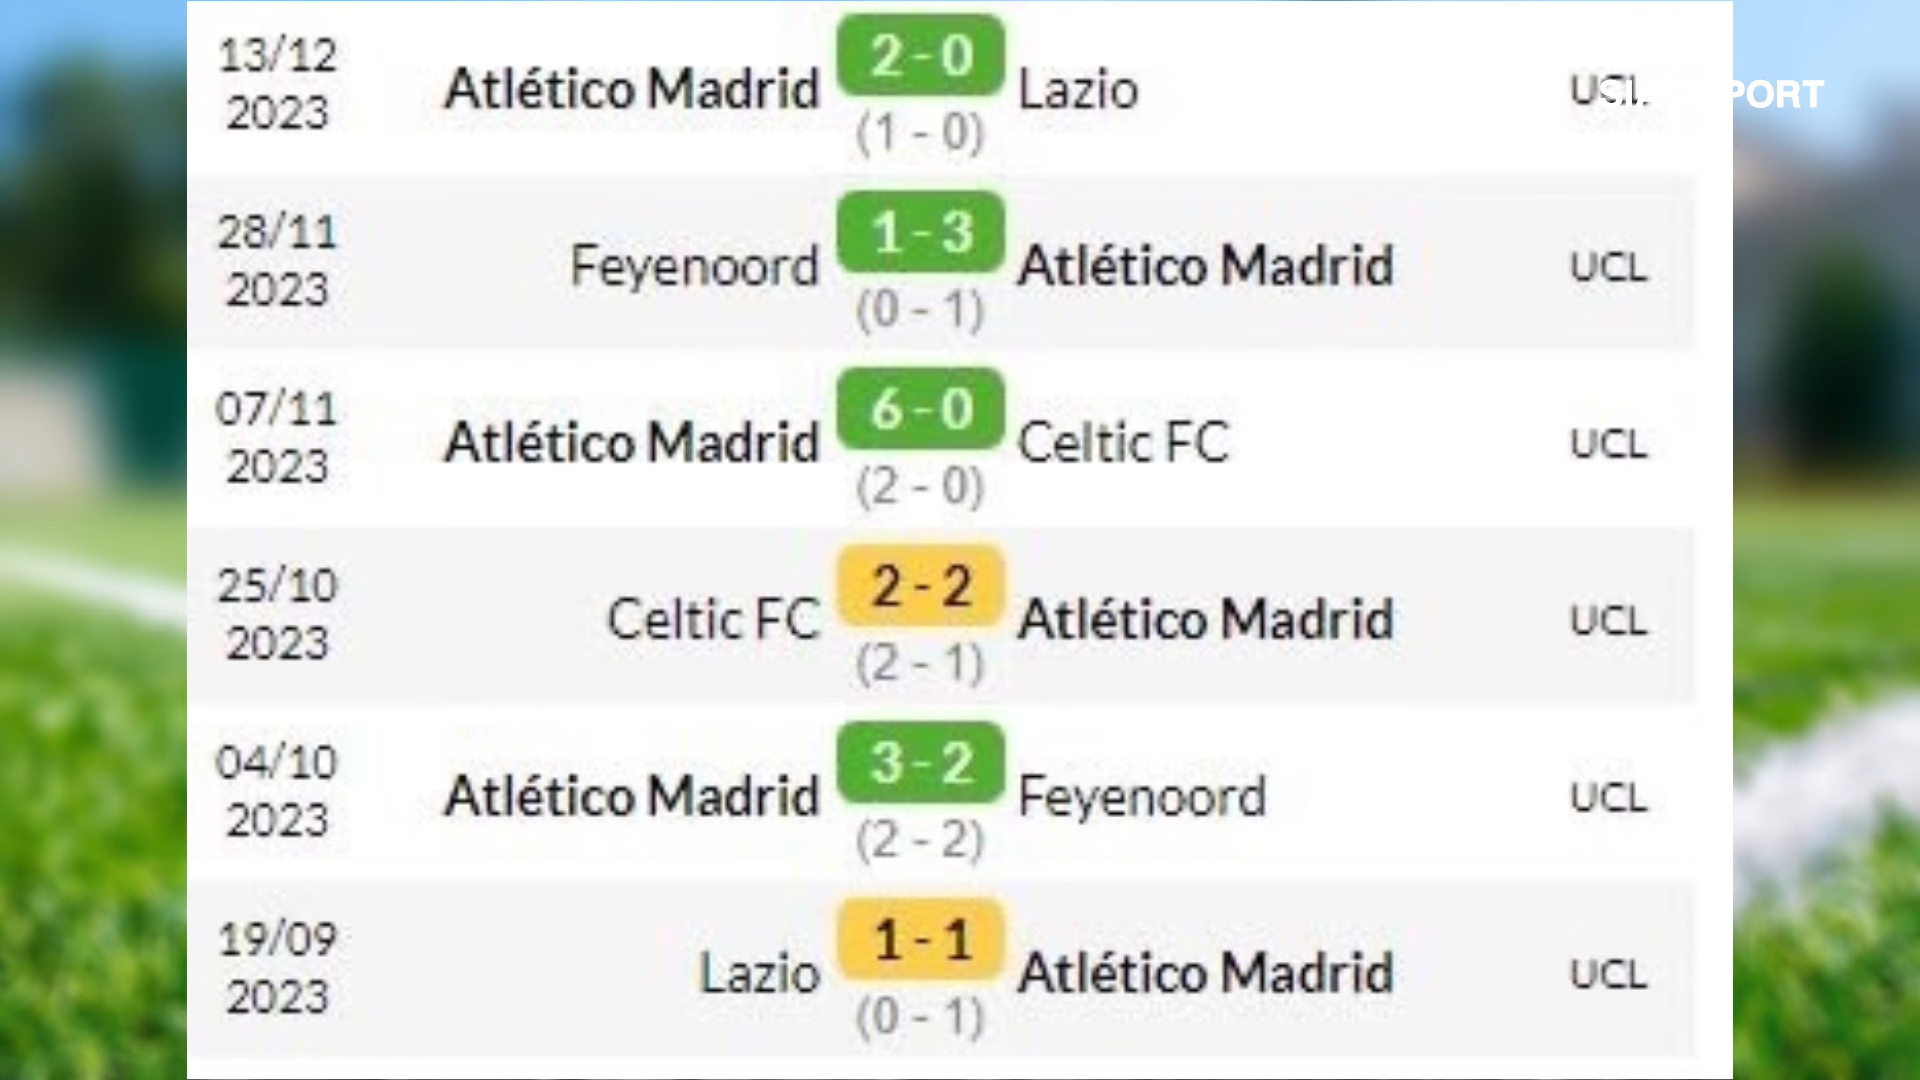 13/12
2023
Atlético Madrid 2 - 0 Lazio UCL
(1 - 0)
28/11
2023
Feyenoord 1 - 3 Atlético Madrid UCL
(0 - 1)
07/11
2023
Atlético Madrid 6 - 0 Celtic FC UCL
(2 - 0)
25/10
2023
Celtic FC 2 - 2 Atlético Madrid UCL
(2 - 1)
04/10
2023
Atlético Madrid 3 - 2 Feyenoord UCL
(2 - 2)
19/09
2023
Lazio 1 - 1 Atlético Madrid UCL
(0 - 1)